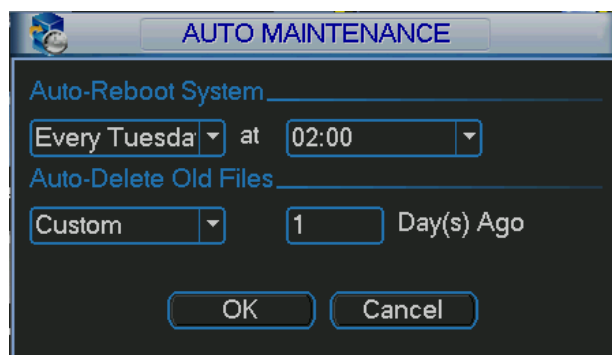 AUTO MAINTENANCE
Auto-Reboot System
Every Tuesda at 02:00
Auto-Delete Old Files
Custom 1 Day(s) Ago
OK Cancel